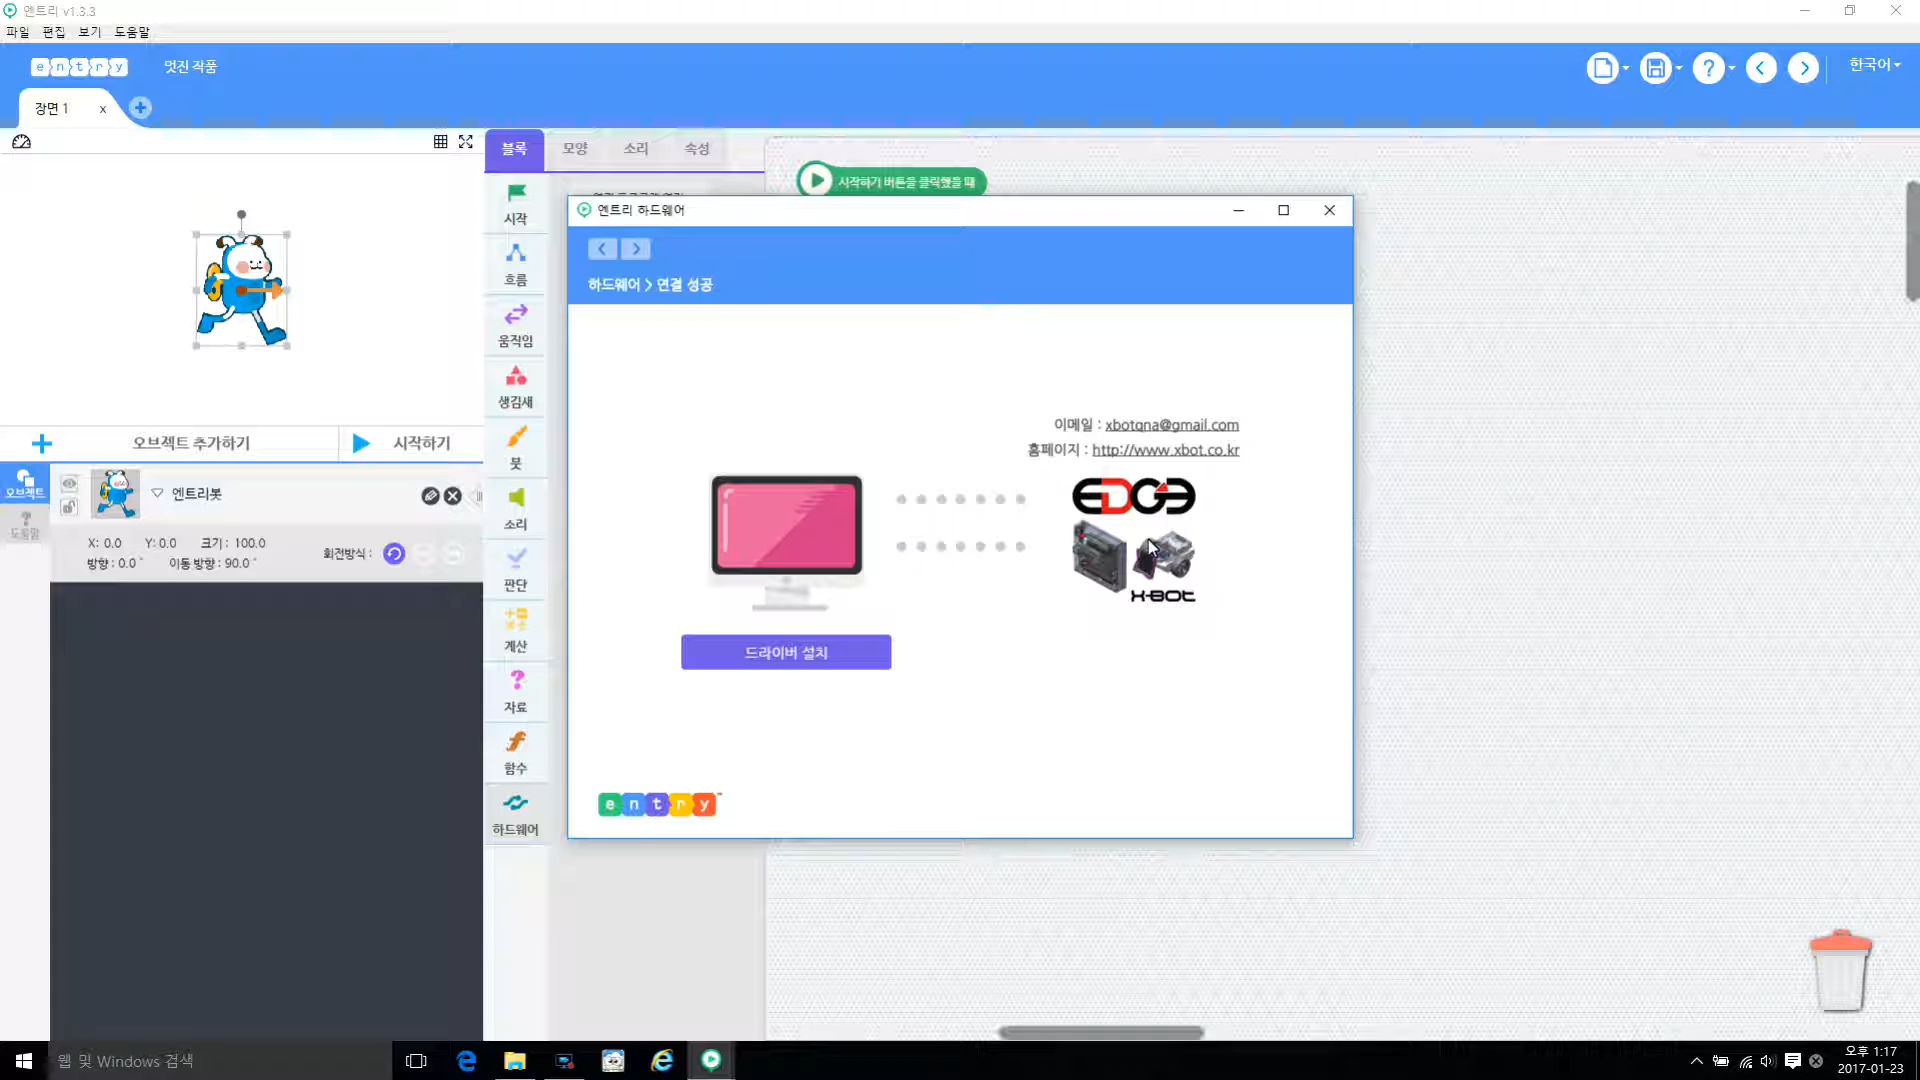 엔트리 v1.3.3
파일 편집 보기 도움말
entry 멋진 작품
한국어
장면 1 x
블록 모양 소리 속성
시작하기 버튼을 클릭했을 때
시작
흐름
움직임
생김새
붓
소리
판단
계산
자료
함수
하드웨어
오브젝트 추가하기 시작하기
오브젝트
도움말
엔트리봇
X: 0.0 Y: 0.0 크기 : 100.0
방향 : 0.0 ° 이동 방향 : 90.0 °
회전방식 :
엔트리 하드웨어
하드웨어 > 연결 성공
이메일 : xbotqna@gmail.com
홈페이지 : http://www.xbot.co.kr
EDGE
X-BOT
드라이버 설치
entry™
웹 및 Windows 검색
오후 1:17
2017-01-23